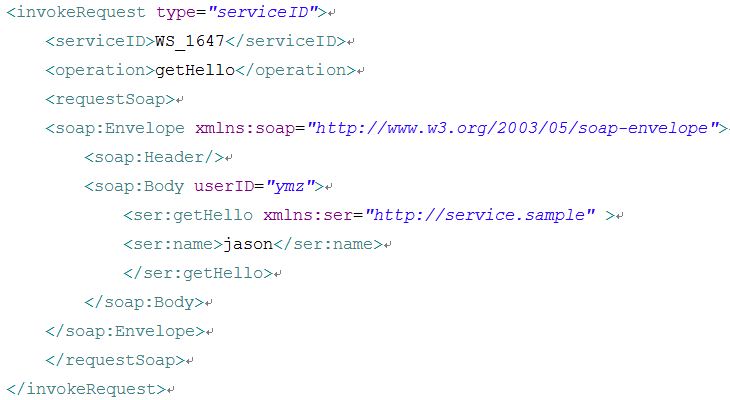 <invokeRequest type="serviceID">
<serviceID>WS_1647</serviceID>
<operation>getHello</operation>
<requestSoap>
<soap:Envelope xmlns:soap="http://www.w3.org/2003/05/soap-envelope">
<soap:Header/>
<soap:Body userID="ymz">
<ser:getHello xmlns:ser="http://service.sample" >
<ser:name>jason</ser:name>
</ser:getHello>
</soap:Body>
</soap:Envelope>
</requestSoap>
</invokeRequest>